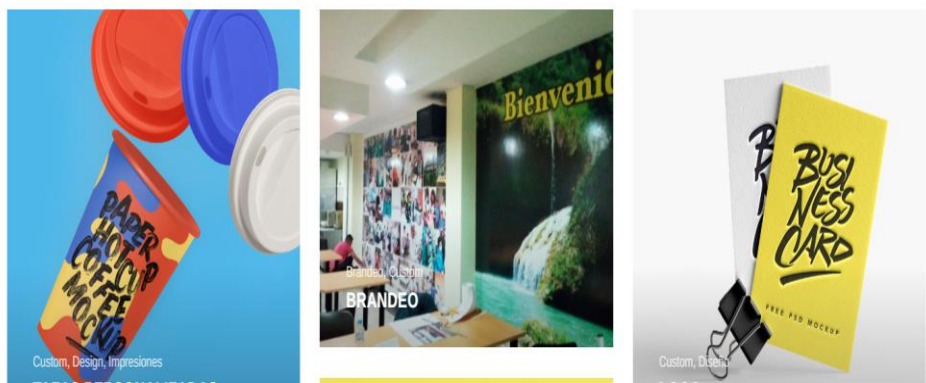 PAPER
HOT CUP
COFFEE
MOCKUP
Custom, Design, Impresiones
Bienvenid
Brandeo, Custom
BRANDEO
BUSI
NESS
CARD
FREE PSD MOCKUP
Custom, Diseño